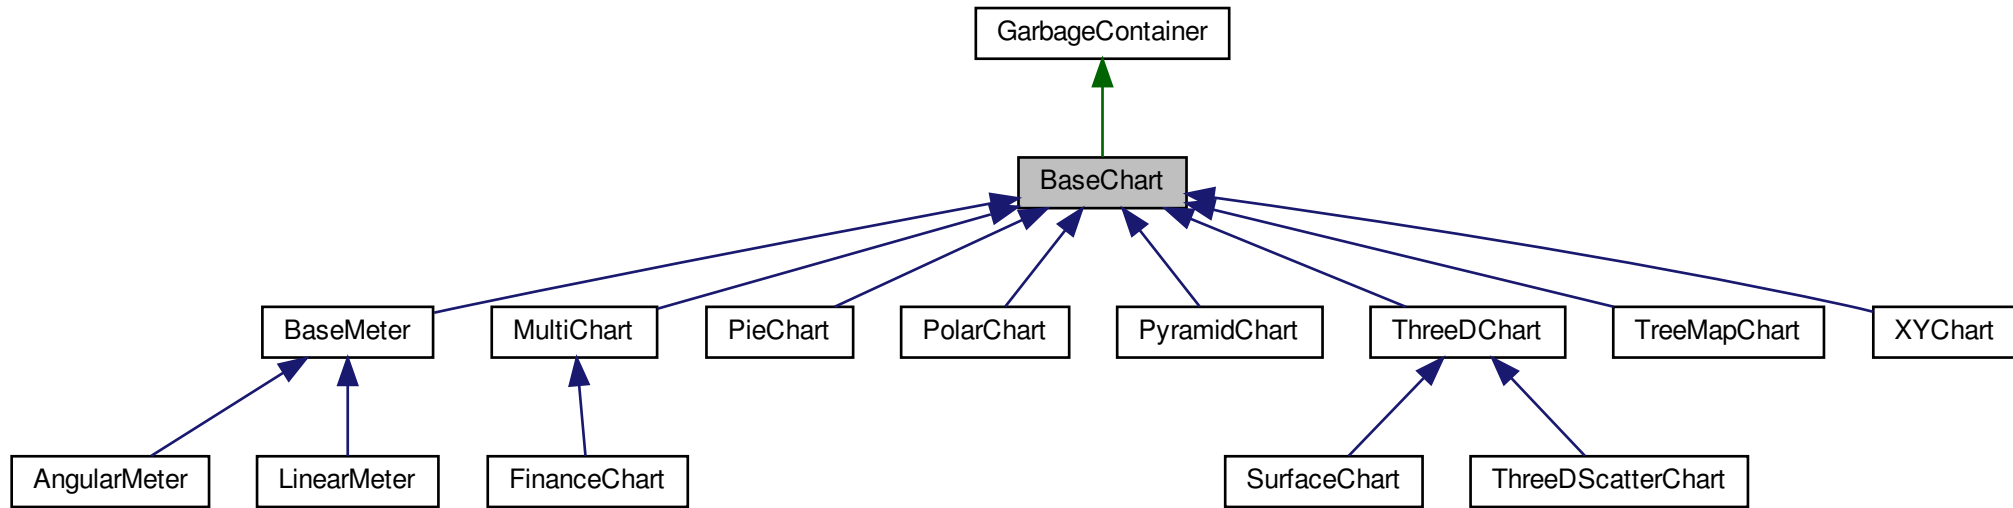 GarbageContainer
BaseChart
BaseMeter
MultiChart
PieChart
PolarChart
PyramidChart
ThreeDChart
TreeMapChart
XYChart
AngularMeter
LinearMeter
FinanceChart
SurfaceChart
ThreeDScatterChart